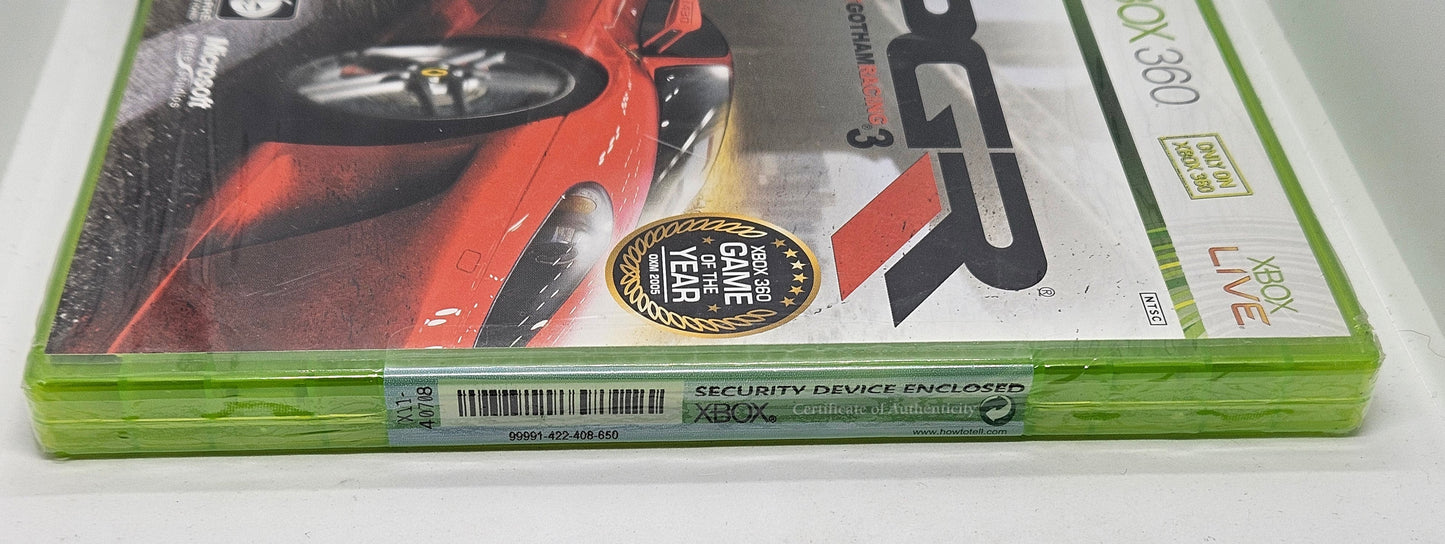 Microsoft
PGR
GOTHAM RACING® 3
®
XBOX 360
GAME
OF THE
YEAR
OXM 2005
XBOX 360
ONLY ON
XBOX 360
XBOX
LIVE
NTSC
X11-
40708
99991-422-408-650
SECURITY DEVICE ENCLOSED
XBOX® Certificate of Authenticity
www.howtotell.com